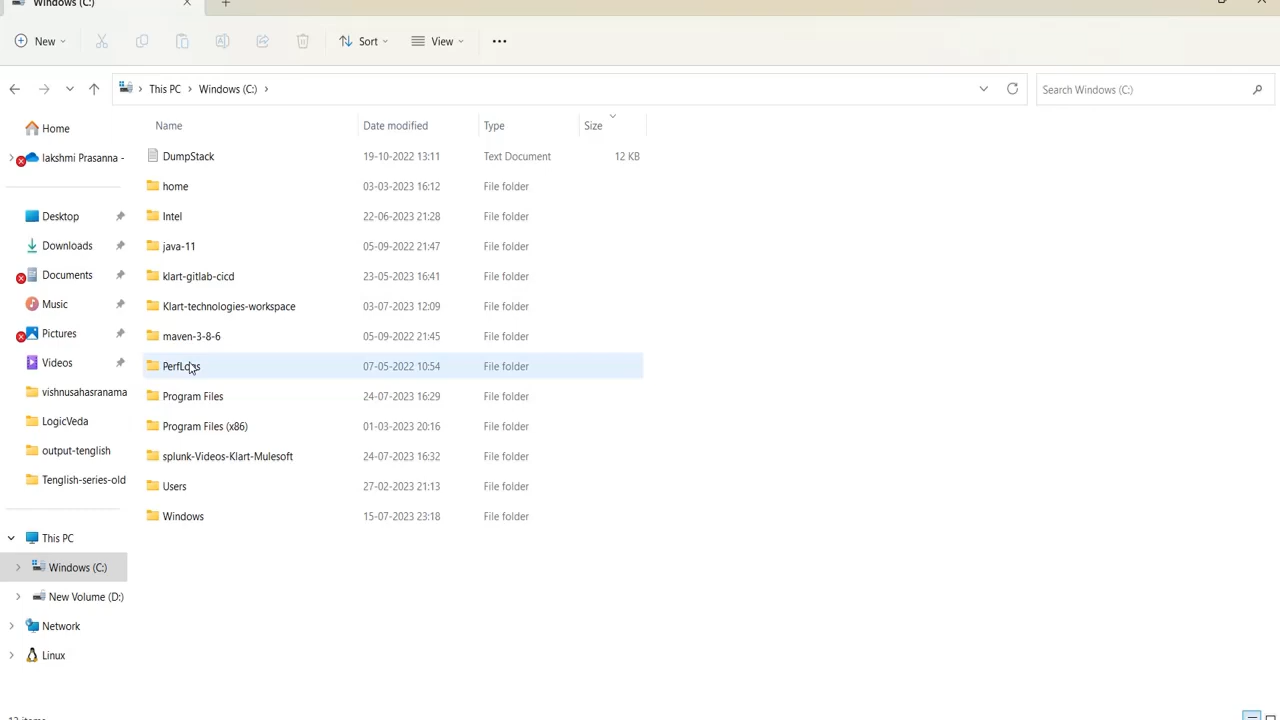 Windows (C:)
New
Sort
View
This PC
Windows (C:)
Search Windows (C:)
Name
Date modified
Type
Size
Home
lakshmi Prasanna -
Desktop
Downloads
Documents
Music
Pictures
Videos
vishnusahasranama
LogicVeda
output-tenglish
Tenglish-series-old
This PC
Windows (C:)
New Volume (D:)
Network
Linux
DumpStack 19-10-2022 13:11 Text Document 12 KB
home 03-03-2023 16:12 File folder
Intel 22-06-2023 21:28 File folder
java-11 05-09-2022 21:47 File folder
klart-gitlab-cicd 23-05-2023 16:41 File folder
Klart-technologies-workspace 03-07-2023 12:09 File folder
maven-3-8-6 05-09-2022 21:45 File folder
PerfLogs 07-05-2022 10:54 File folder
Program Files 24-07-2023 16:29 File folder
Program Files (x86) 01-03-2023 20:16 File folder
splunk-Videos-Klart-Mulesoft 24-07-2023 16:32 File folder
Users 27-02-2023 21:13 File folder
Windows 15-07-2023 23:18 File folder